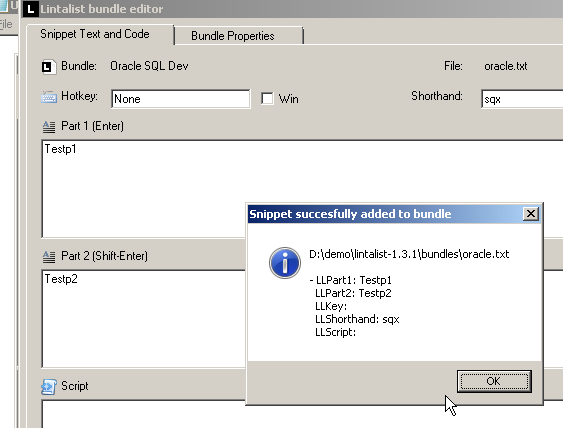 L Lintalist bundle editor
File
Snippet Text and Code
Bundle Properties
L Bundle: Oracle SQL Dev File: oracle.txt
Hotkey: None Win Shorthand: sqx
Part 1 (Enter)
Testp1
Part 2 (Shift-Enter)
Testp2
Script
Snippet succesfully added to bundle
D:\demo\lintalist-1.3.1\bundles\oracle.txt
- LLPart1: Testp1
LLPart2: Testp2
LLKey:
LLShorthand: sqx
LLScript:
OK